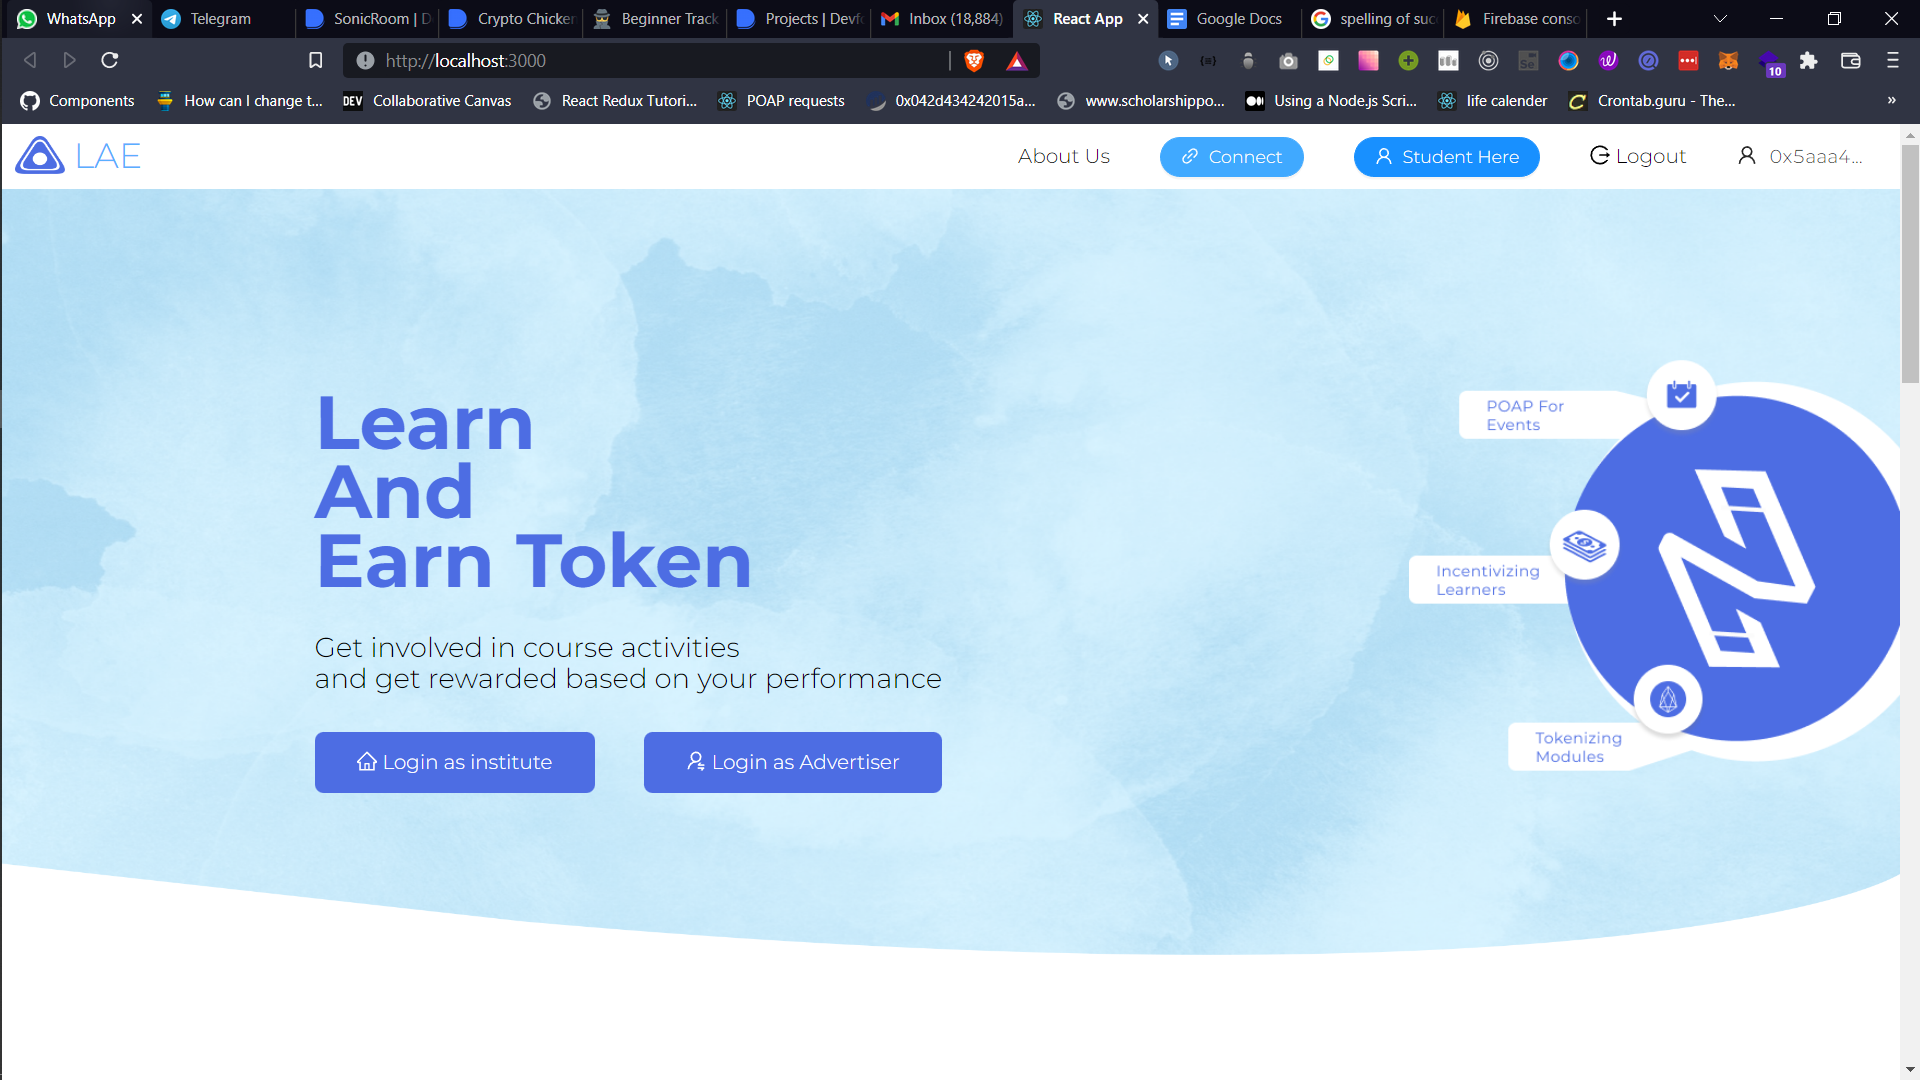 WhatsApp
Telegram
SonicRoom | D
Crypto Chicken
Beginner Track
Projects | Devfo
Inbox (18,884)
React App
Google Docs
spelling of suc
Firebase conso
http://localhost:3000
10
Components
How can I change t...
DEV Collaborative Canvas
React Redux Tutori...
POAP requests
0x042d434242015a...
www.scholarshippo...
Using a Node.js Scri...
life calender
Crontab.guru - The...
»
LAE
About Us
Connect
Student Here
Logout
0x5aaa4...
Learn
And
Earn Token
Get involved in course activities
and get rewarded based on your performance
Login as institute
Login as Advertiser
POAP For
Events
Incentivizing
Learners
Tokenizing
Modules